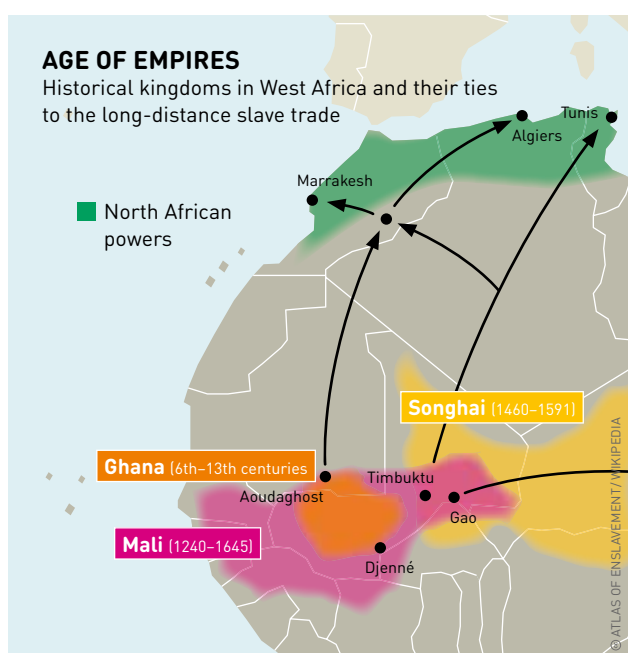 AGE OF EMPIRES
Historical kingdoms in West Africa and their ties
to the long-distance slave trade
Tunis
Algiers
Marrakesh
North African
powers
Songhai (1460–1591)
Ghana (6th–13th centuries
Timbuktu
Aoudaghost
Gao
Mali (1240–1645)
Djenné
© ATLAS OF ENSLAVEMENT / WIKIPEDIA